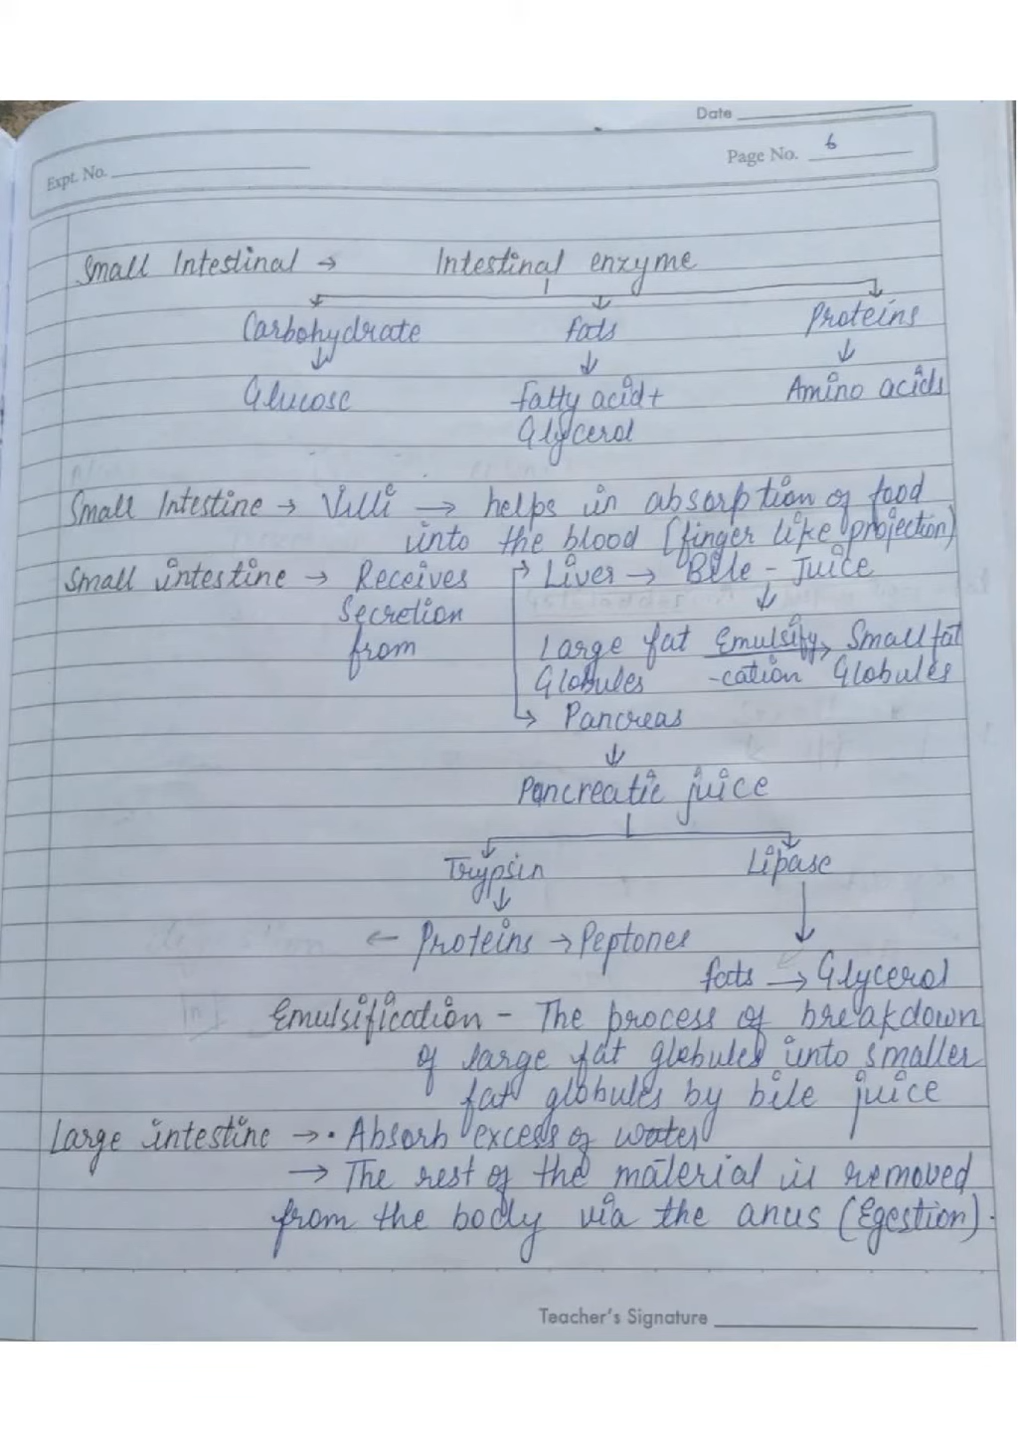 Date
Expt. No.
Page No. 6
Small Intestinal → Intestinal enzyme
Carbohydrate Fats Proteins
Glucose Fatty acid + Amino acids
Glycerol
Small Intestine → Villi → helps in absorption of food
into the blood (finger like projection)
Small intestine → Receives Liver → Bile - Juice
Secretion
from Large fat Emulsify Small fat
Globules -cation Globules
Pancreas
Pancreatic juice
Trypsin Lipase
← Proteins → Peptones
fats → Glycerol
Emulsification - The process of breakdown
of large fat globules into smaller
fat globules by bile juice
Large intestine → • Absorb excess of water
→ The rest of the material is removed
from the body via the anus (Egestion).
Teacher's Signature